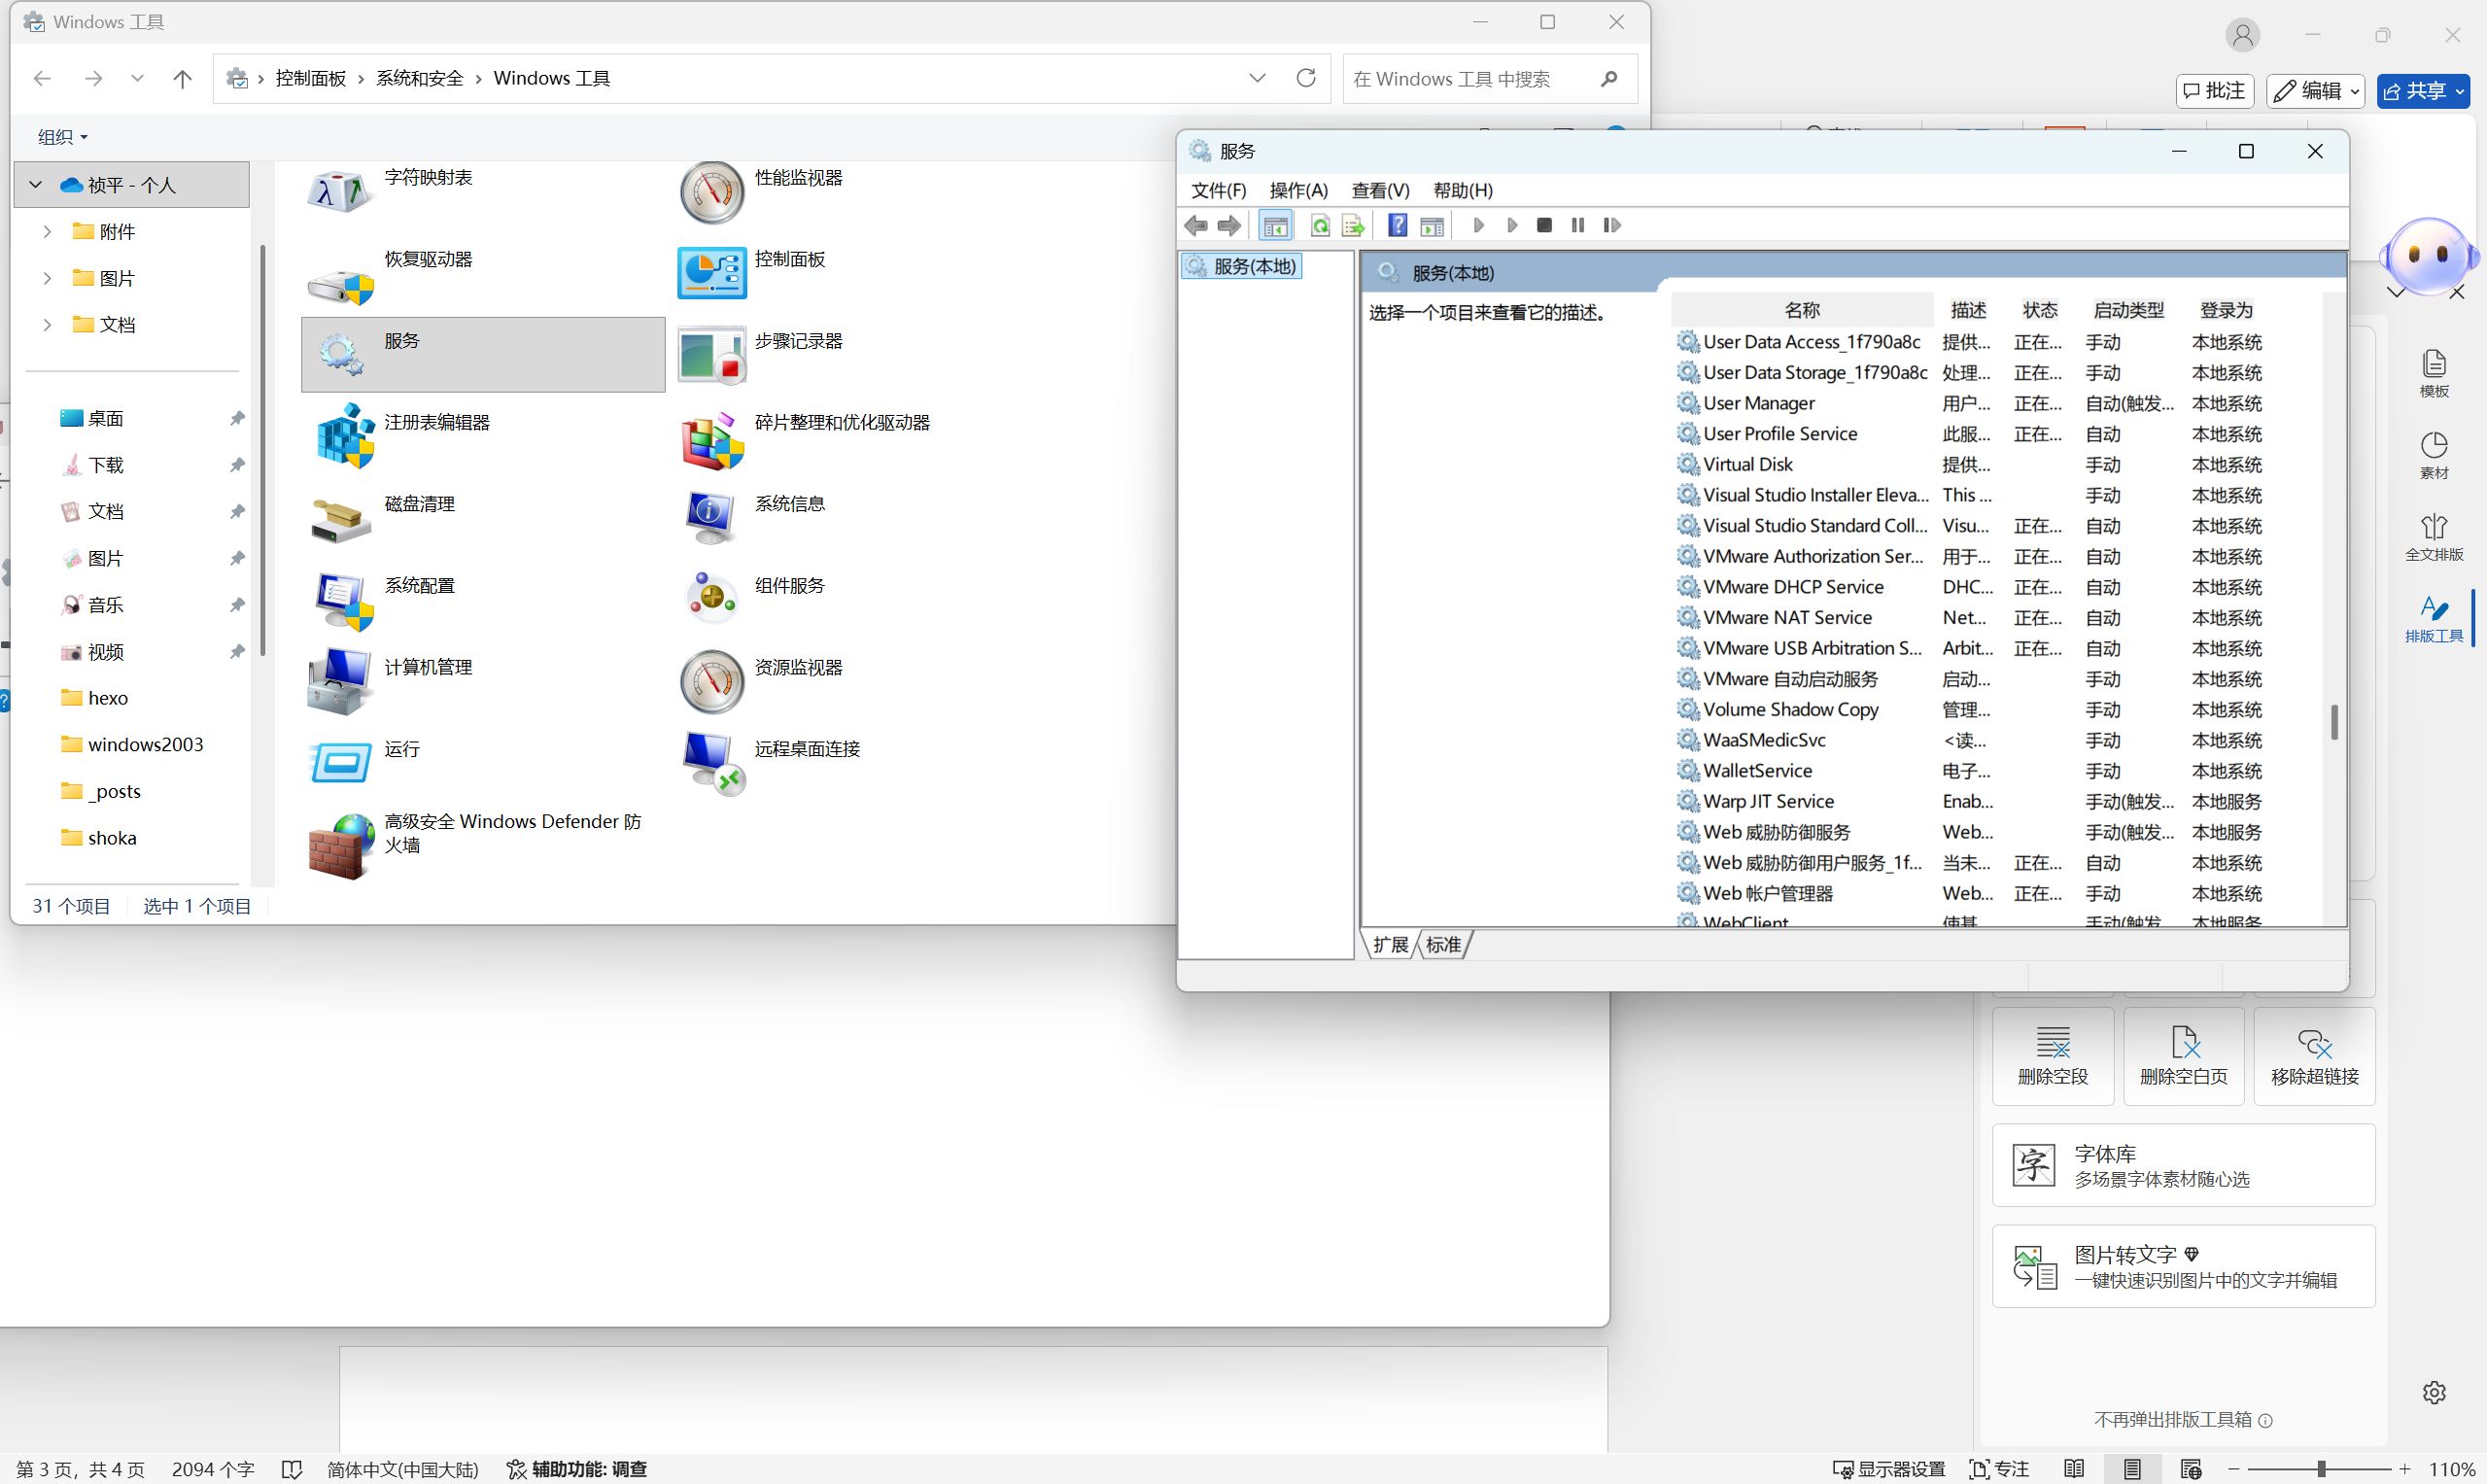 Windows 工具
控制面板 › 系统和安全 › Windows 工具
在 Windows 工具 中搜索
组织
祯平 - 个人
附件
图片
文档
桌面
下载
文档
图片
音乐
视频
hexo
windows2003
_posts
shoka
31 个项目
选中 1 个项目
字符映射表
性能监视器
恢复驱动器
控制面板
服务
步骤记录器
注册表编辑器
碎片整理和优化驱动器
磁盘清理
系统信息
系统配置
组件服务
计算机管理
资源监视器
运行
远程桌面连接
高级安全 Windows Defender 防
火墙
批注
编辑
共享
服务
文件(F) 操作(A) 查看(V) 帮助(H)
服务(本地)
服务(本地)
选择一个项目来查看它的描述。
名称 描述 状态 启动类型 登录为
User Data Access_1f790a8c 提供... 正在... 手动 本地系统
User Data Storage_1f790a8c 处理... 正在... 手动 本地系统
User Manager 用户... 正在... 自动(触发... 本地系统
User Profile Service 此服... 正在... 自动 本地系统
Virtual Disk 提供... 手动 本地系统
Visual Studio Installer Eleva... This ... 手动 本地系统
Visual Studio Standard Coll... Visu... 正在... 自动 本地系统
VMware Authorization Ser... 用于... 正在... 自动 本地系统
VMware DHCP Service DHC... 正在... 自动 本地系统
VMware NAT Service Net... 正在... 自动 本地系统
VMware USB Arbitration S... Arbit... 正在... 自动 本地系统
VMware 自动启动服务 启动... 手动 本地系统
Volume Shadow Copy 管理... 手动 本地系统
WaaSMedicSvc <读... 手动 本地系统
WalletService 电子... 手动 本地系统
Warp JIT Service Enab... 手动(触发... 本地服务
Web 威胁防御服务 Web... 手动(触发... 本地服务
Web 威胁防御用户服务_1f... 当未... 正在... 自动 本地系统
Web 帐户管理器 Web... 正在... 手动 本地系统
WebClient 使基 手动(触发 本地服务
扩展 标准
模板
素材
全文排版
排版工具
删除空段
删除空白页
移除超链接
字体库
多场景字体素材随心选
图片转文字
一键快速识别图片中的文字并编辑
不再弹出排版工具箱
第 3 页，共 4 页
2094 个字
简体中文(中国大陆)
辅助功能: 调查
显示器设置
专注
110%